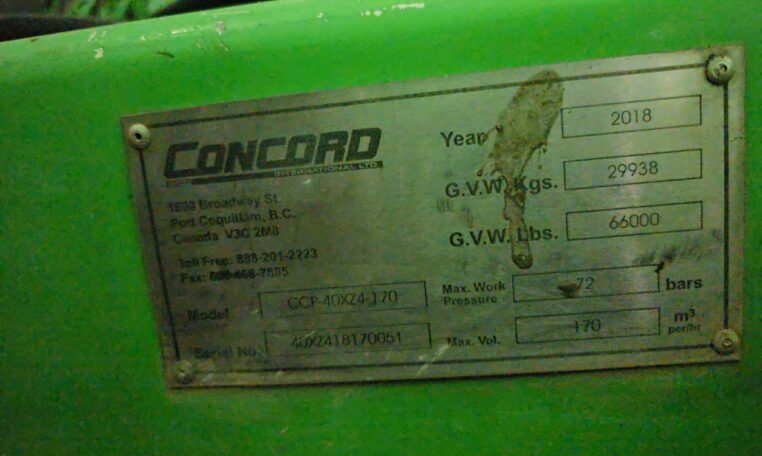 CONCORD
INTERNATIONAL LTD.
Broadway St.
Port Coquitlam, B.C.
Canada V3C 2M8
Toll Free: 888-201-2223
Fax:
Model CCP-40XZ4-170
Serial No. 40XZ418170051
Year 2018
G.V.W. Kgs. 29938
G.V.W. Lbs. 66000
Max. Work Pressure 72 bars
Max. Vol. 170 m³ per/hr